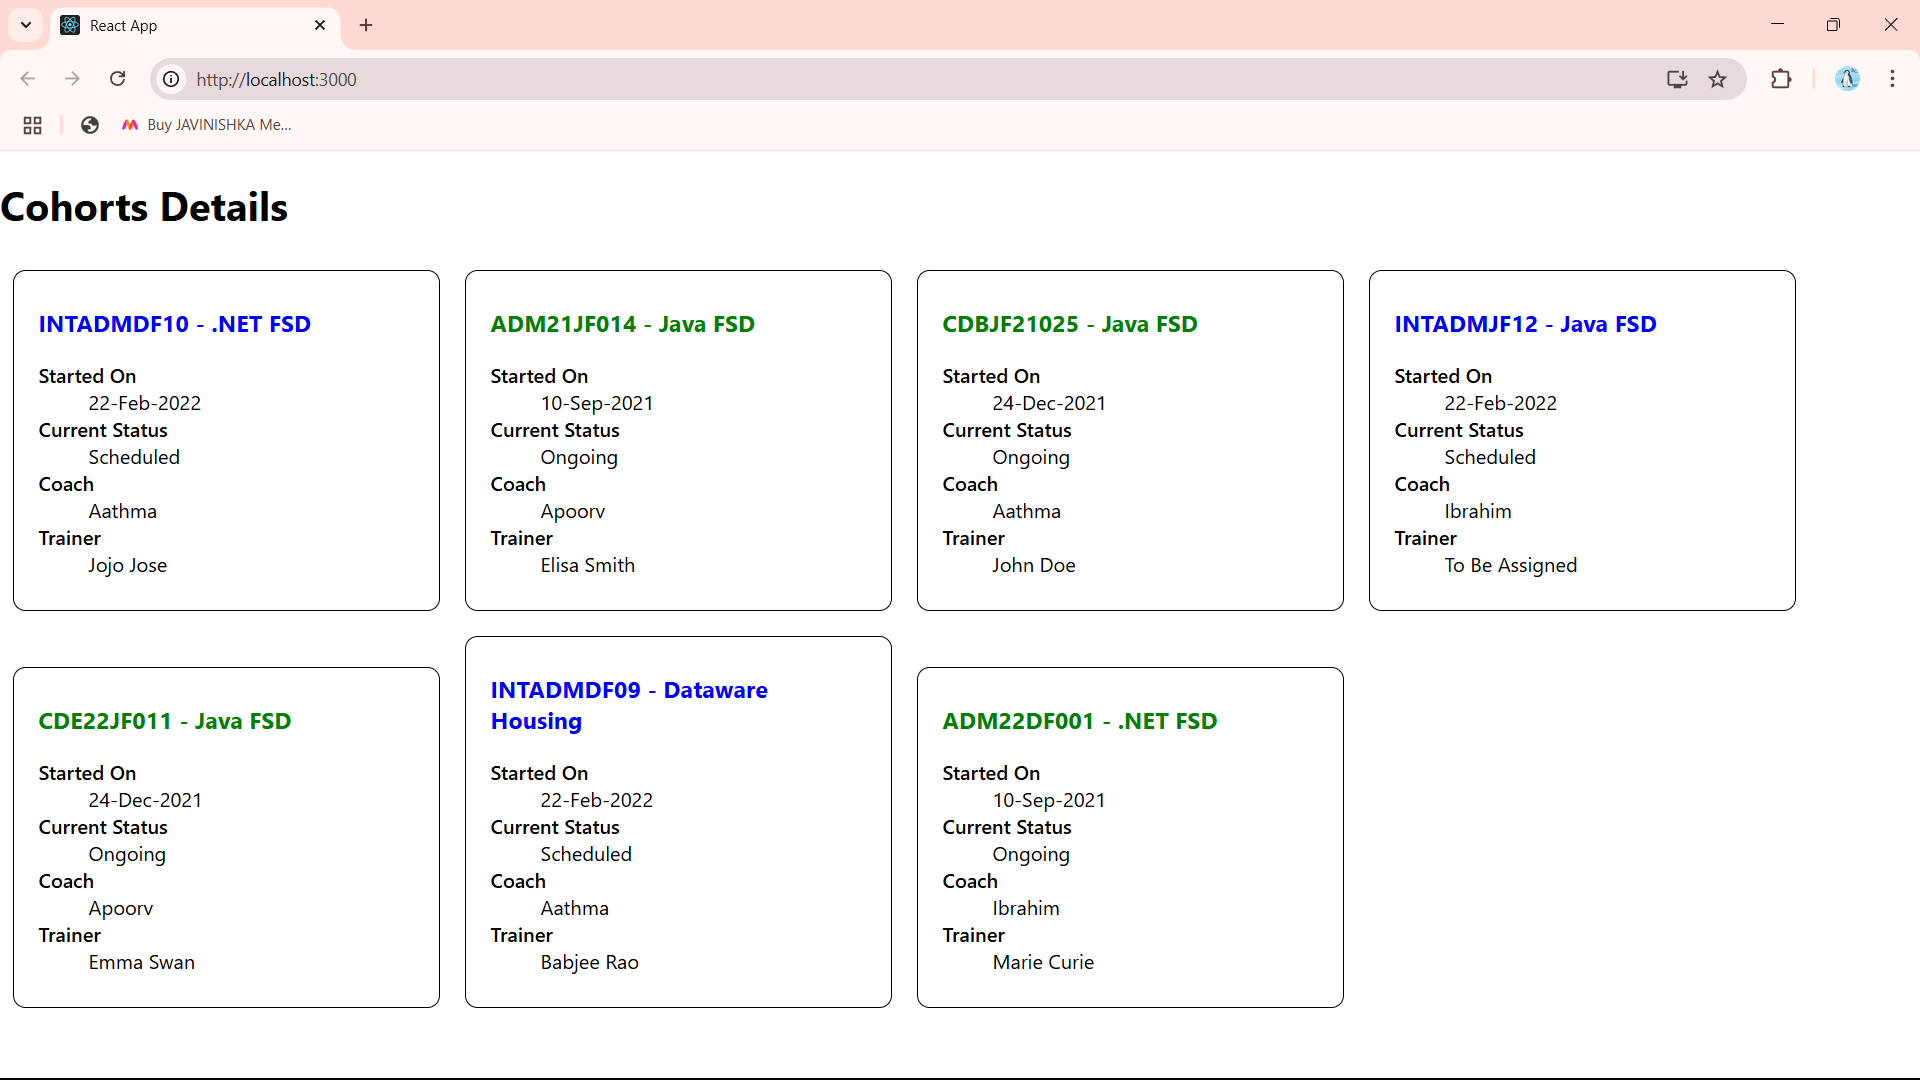 React App
http://localhost:3000
Buy JAVINISHKA Me...
Cohorts Details
INTADMDF10 - .NET FSD
Started On
22-Feb-2022
Current Status
Scheduled
Coach
Aathma
Trainer
Jojo Jose
ADM21JF014 - Java FSD
Started On
10-Sep-2021
Current Status
Ongoing
Coach
Apoorv
Trainer
Elisa Smith
CDBJF21025 - Java FSD
Started On
24-Dec-2021
Current Status
Ongoing
Coach
Aathma
Trainer
John Doe
INTADMJF12 - Java FSD
Started On
22-Feb-2022
Current Status
Scheduled
Coach
Ibrahim
Trainer
To Be Assigned
CDE22JF011 - Java FSD
Started On
24-Dec-2021
Current Status
Ongoing
Coach
Apoorv
Trainer
Emma Swan
INTADMDF09 - Dataware
Housing
Started On
22-Feb-2022
Current Status
Scheduled
Coach
Aathma
Trainer
Babjee Rao
ADM22DF001 - .NET FSD
Started On
10-Sep-2021
Current Status
Ongoing
Coach
Ibrahim
Trainer
Marie Curie